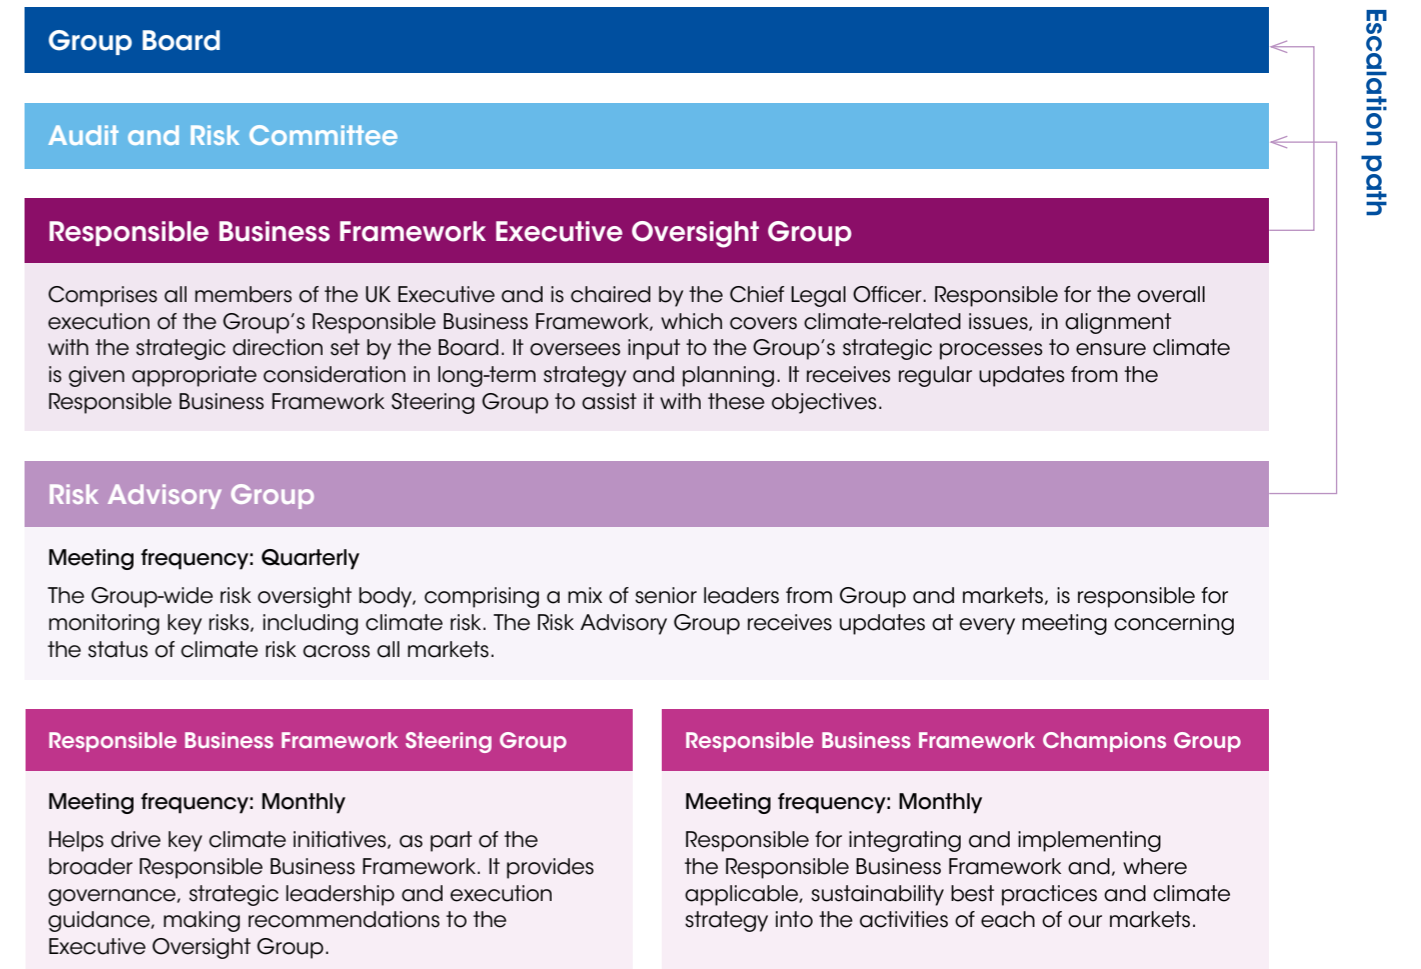 Group Board
Escalation path
Audit and Risk Committee
Responsible Business Framework Executive Oversight Group
Comprises all members of the UK Executive and is chaired by the Chief Legal Officer. Responsible for the overall
execution of the Group’s Responsible Business Framework, which covers climate-related issues, in alignment
with the strategic direction set by the Board. It oversees input to the Group’s strategic processes to ensure climate
is given appropriate consideration in long-term strategy and planning. It receives regular updates from the
Responsible Business Framework Steering Group to assist it with these objectives.
Risk Advisory Group
Meeting frequency: Quarterly
The Group-wide risk oversight body, comprising a mix of senior leaders from Group and markets, is responsible for
monitoring key risks, including climate risk. The Risk Advisory Group receives updates at every meeting concerning
the status of climate risk across all markets.
Responsible Business Framework Steering Group
Meeting frequency: Monthly
Helps drive key climate initiatives, as part of the
broader Responsible Business Framework. It provides
governance, strategic leadership and execution
guidance, making recommendations to the
Executive Oversight Group.
Responsible Business Framework Champions Group
Meeting frequency: Monthly
Responsible for integrating and implementing
the Responsible Business Framework and, where
applicable, sustainability best practices and climate
strategy into the activities of each of our markets.